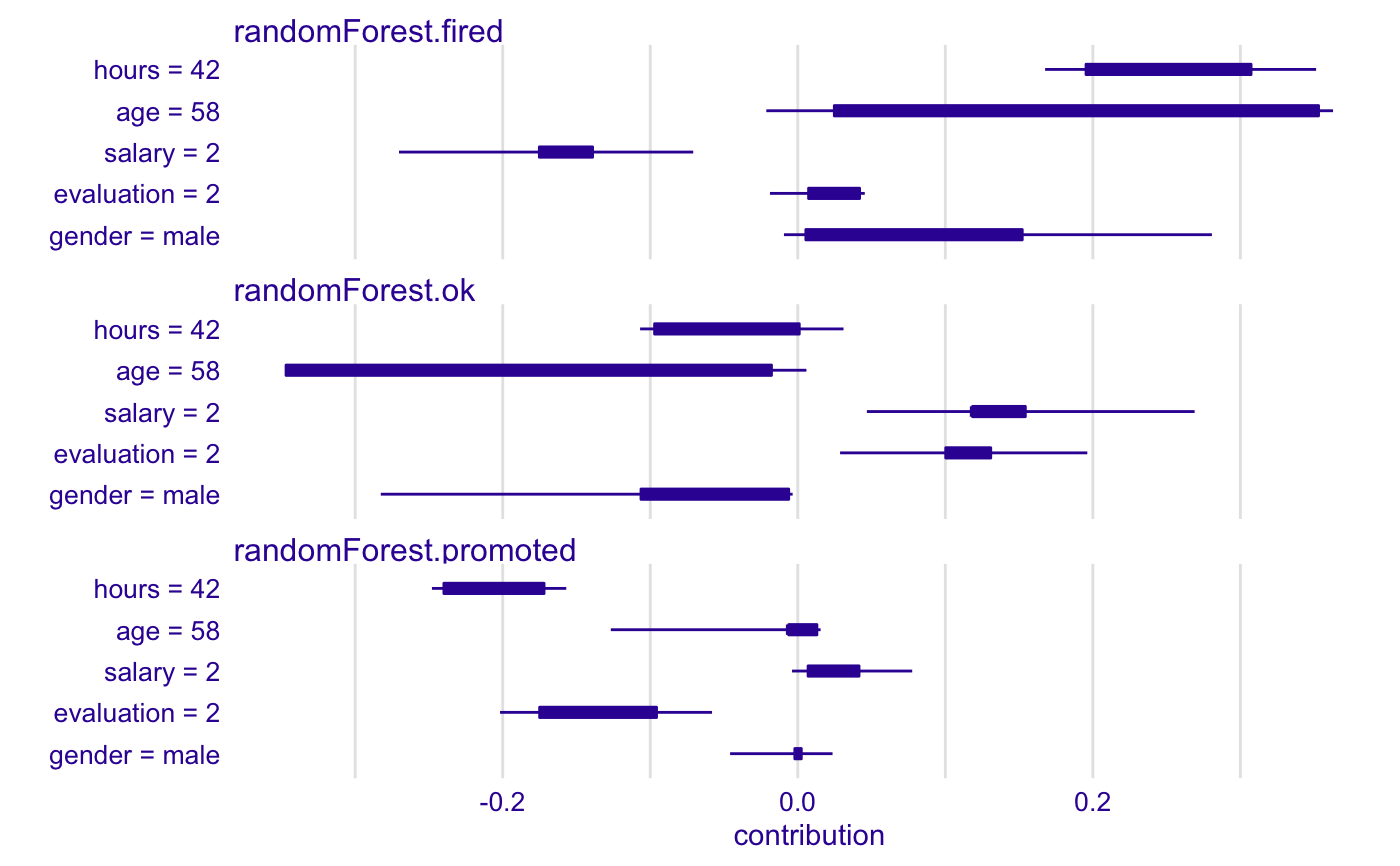 randomForest.fired
hours = 42
age = 58
salary = 2
evaluation = 2
gender = male
randomForest.ok
hours = 42
age = 58
salary = 2
evaluation = 2
gender = male
randomForest.promoted
hours = 42
age = 58
salary = 2
evaluation = 2
gender = male
-0.2 0.0 0.2
contribution